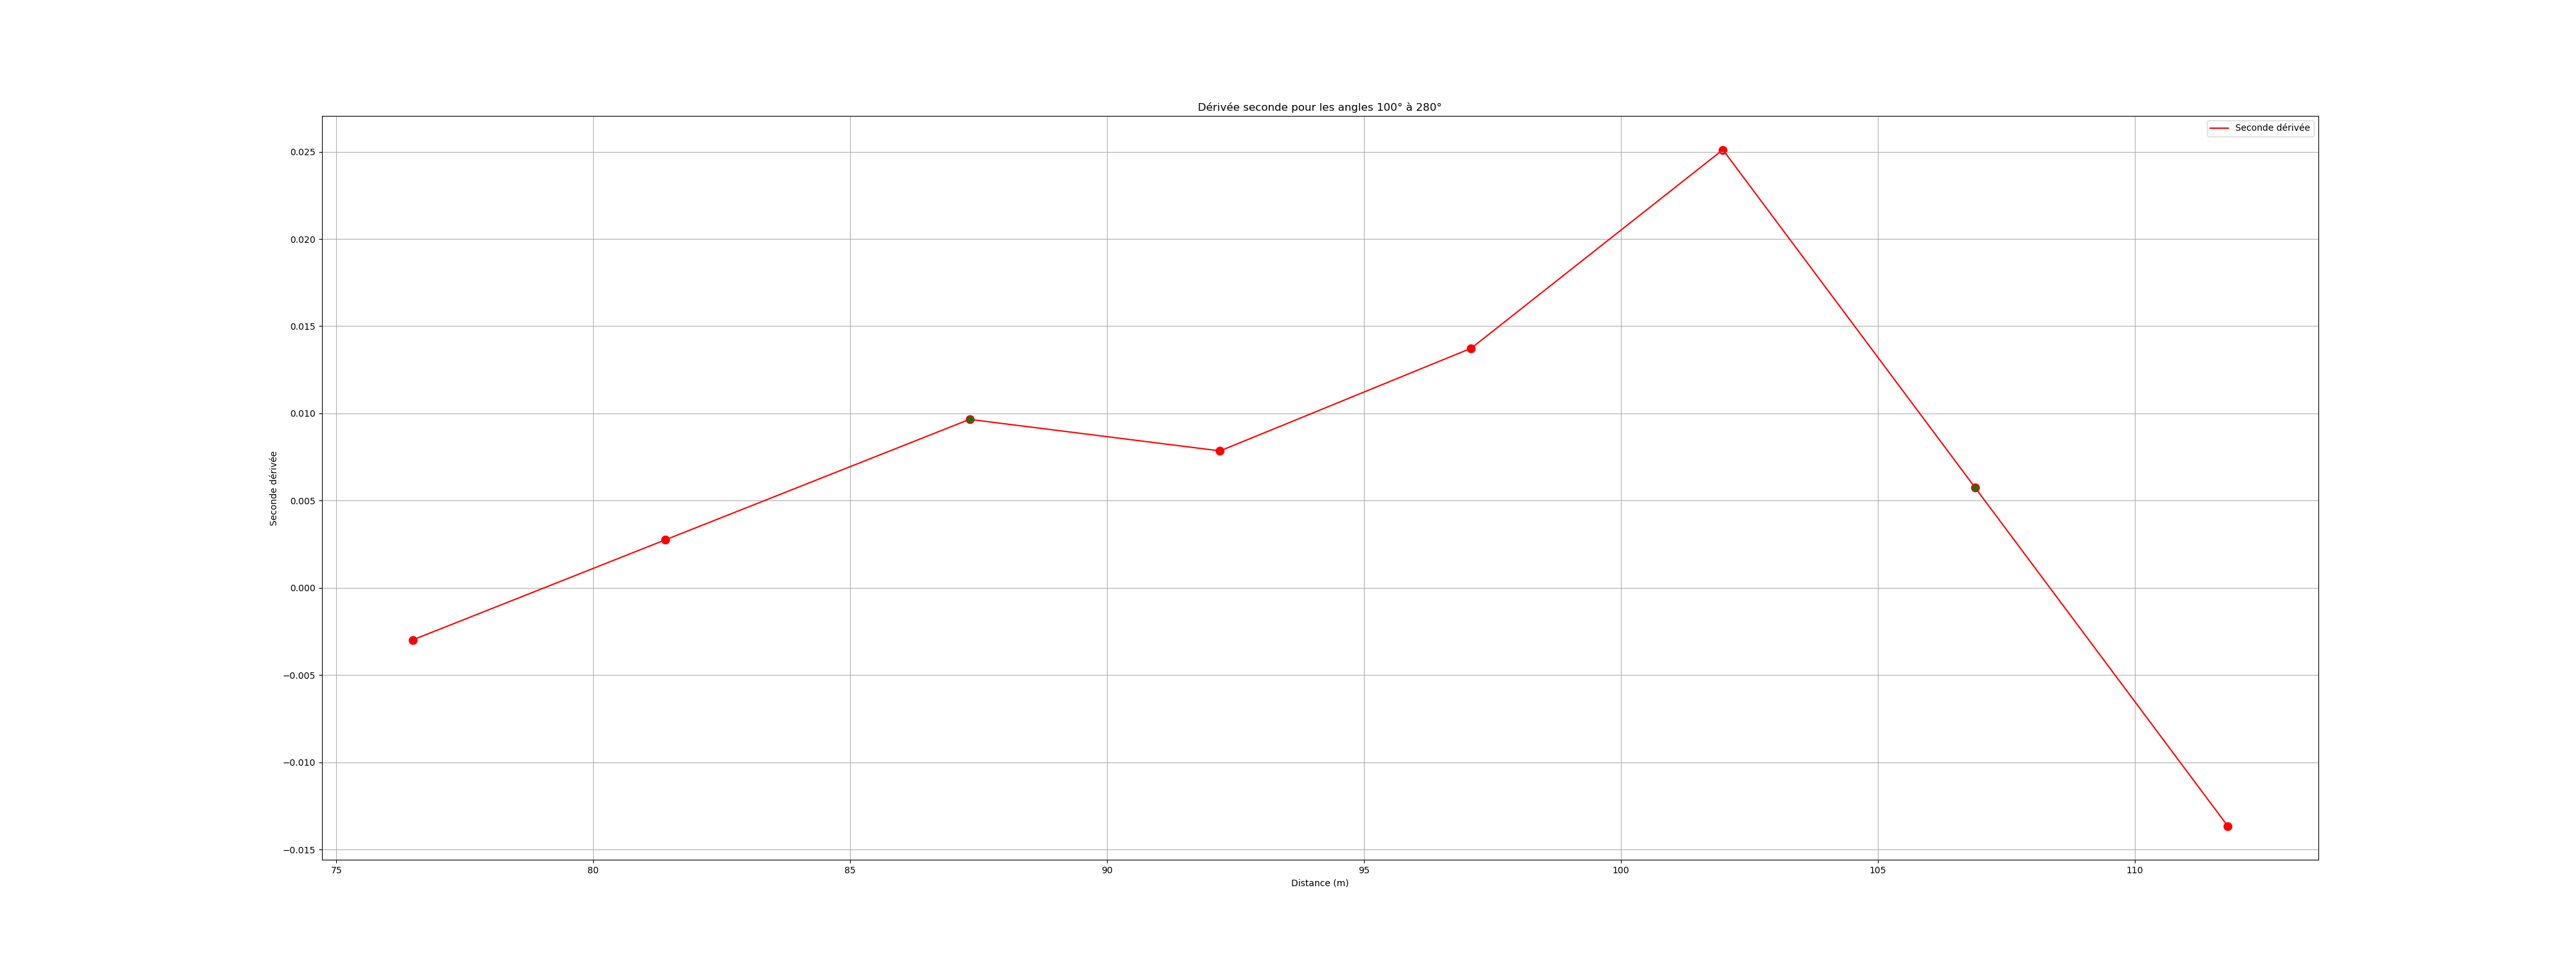 Dérivée seconde pour les angles 100° à 280°
Seconde dérivée
0.025
0.020
0.015
0.010
0.005
0.000
−0.005
−0.010
−0.015
Seconde dérivée
75 80 85 90 95 100 105 110
Distance (m)